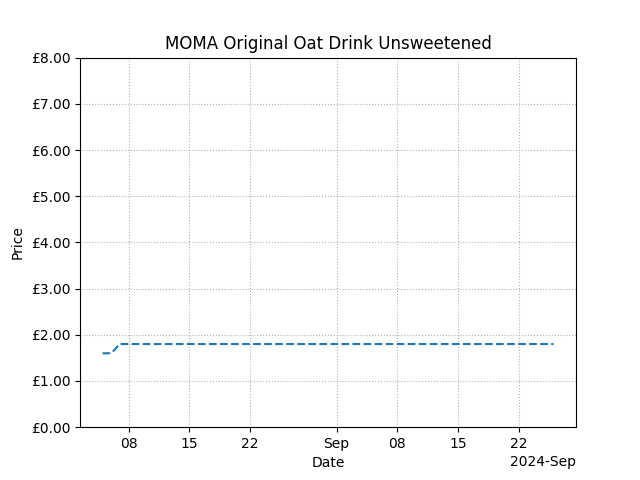 MOMA Original Oat Drink Unsweetened
£8.00
£7.00
£6.00
£5.00
£4.00
£3.00
£2.00
£1.00
£0.00
Price
08 15 22 Sep 08 15 22
Date
2024-Sep